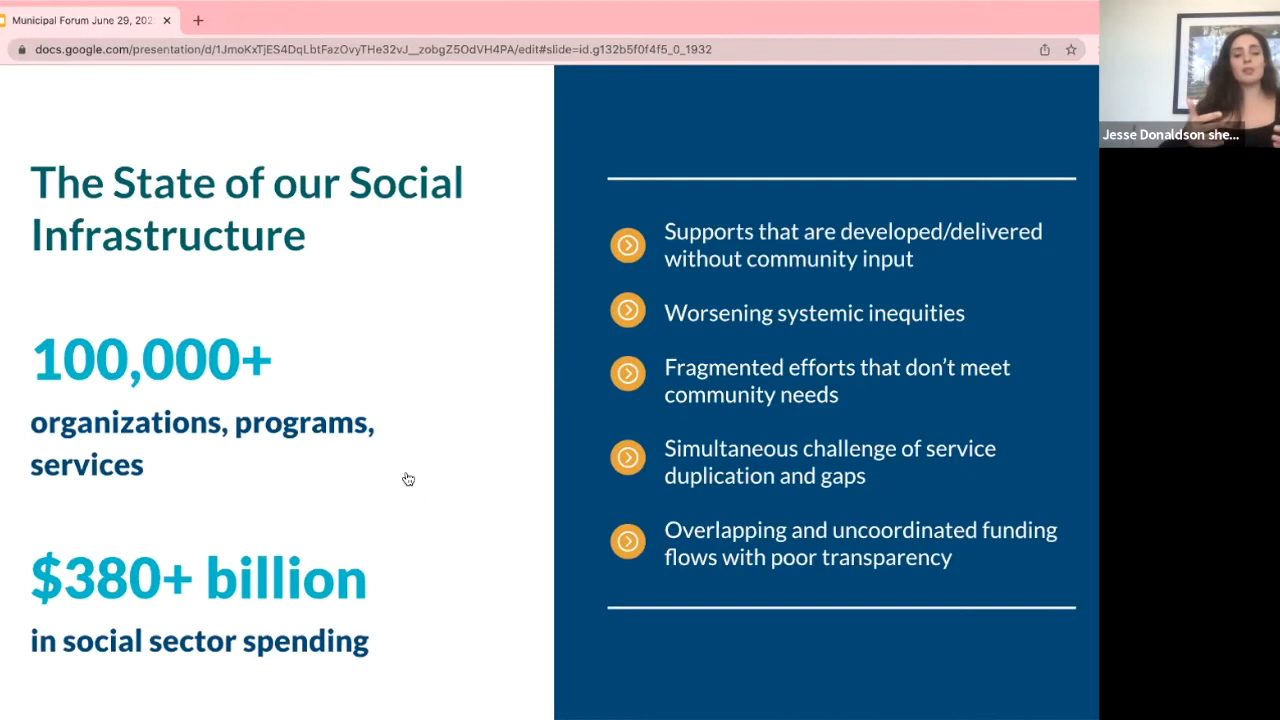 Municipal Forum June 29, 202
docs.google.com/presentation/d/1JmoKxTjES4DqLbtFazOvyTHe32vJ__zobgZ5OdVH4PA/edit#slide=id.g132b5f0f4f5_0_1932
Jesse Donaldson she...
The State of our Social
Infrastructure
100,000+
organizations, programs,
services
$380+ billion
in social sector spending
Supports that are developed/delivered
without community input
Worsening systemic inequities
Fragmented efforts that don’t meet
community needs
Simultaneous challenge of service
duplication and gaps
Overlapping and uncoordinated funding
flows with poor transparency